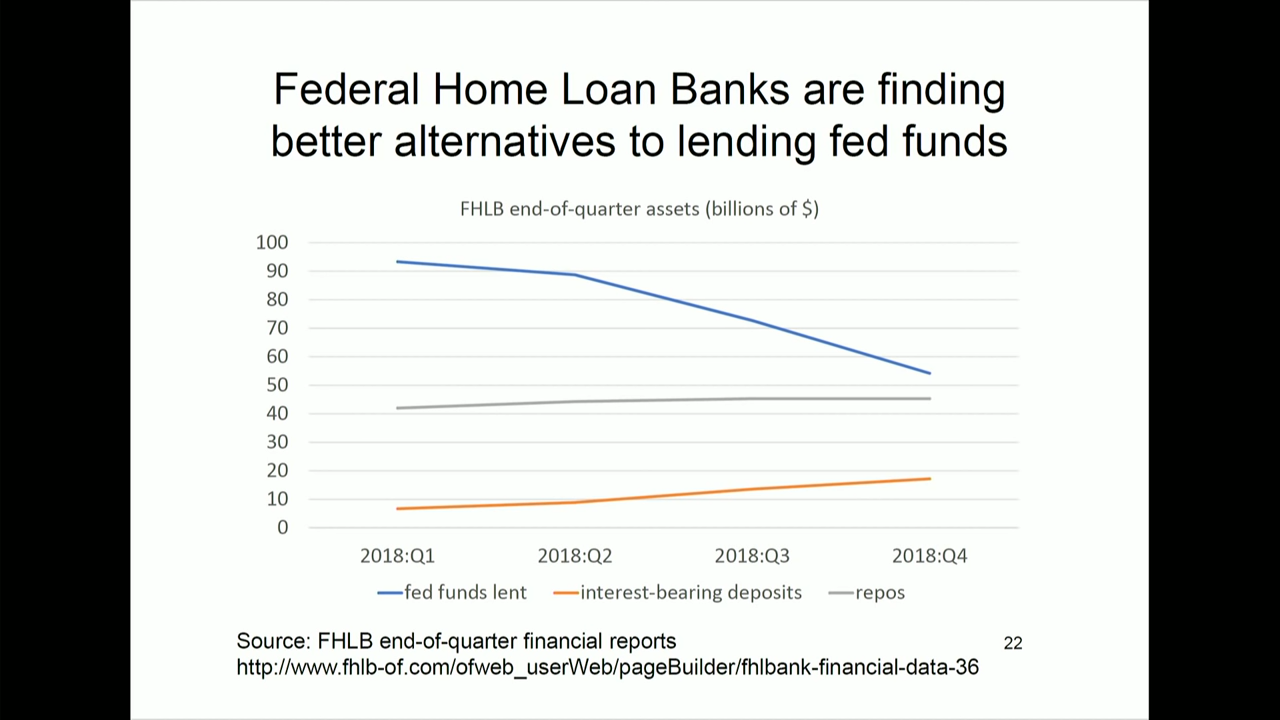 Federal Home Loan Banks are finding
better alternatives to lending fed funds
FHLB end-of-quarter assets (billions of $)
100
90
80
70
60
50
40
30
20
10
0
2018:Q1 2018:Q2 2018:Q3 2018:Q4
fed funds lent interest-bearing deposits repos
Source: FHLB end-of-quarter financial reports
22
http://www.fhlb-of.com/ofweb_userWeb/pageBuilder/fhlbank-financial-data-36